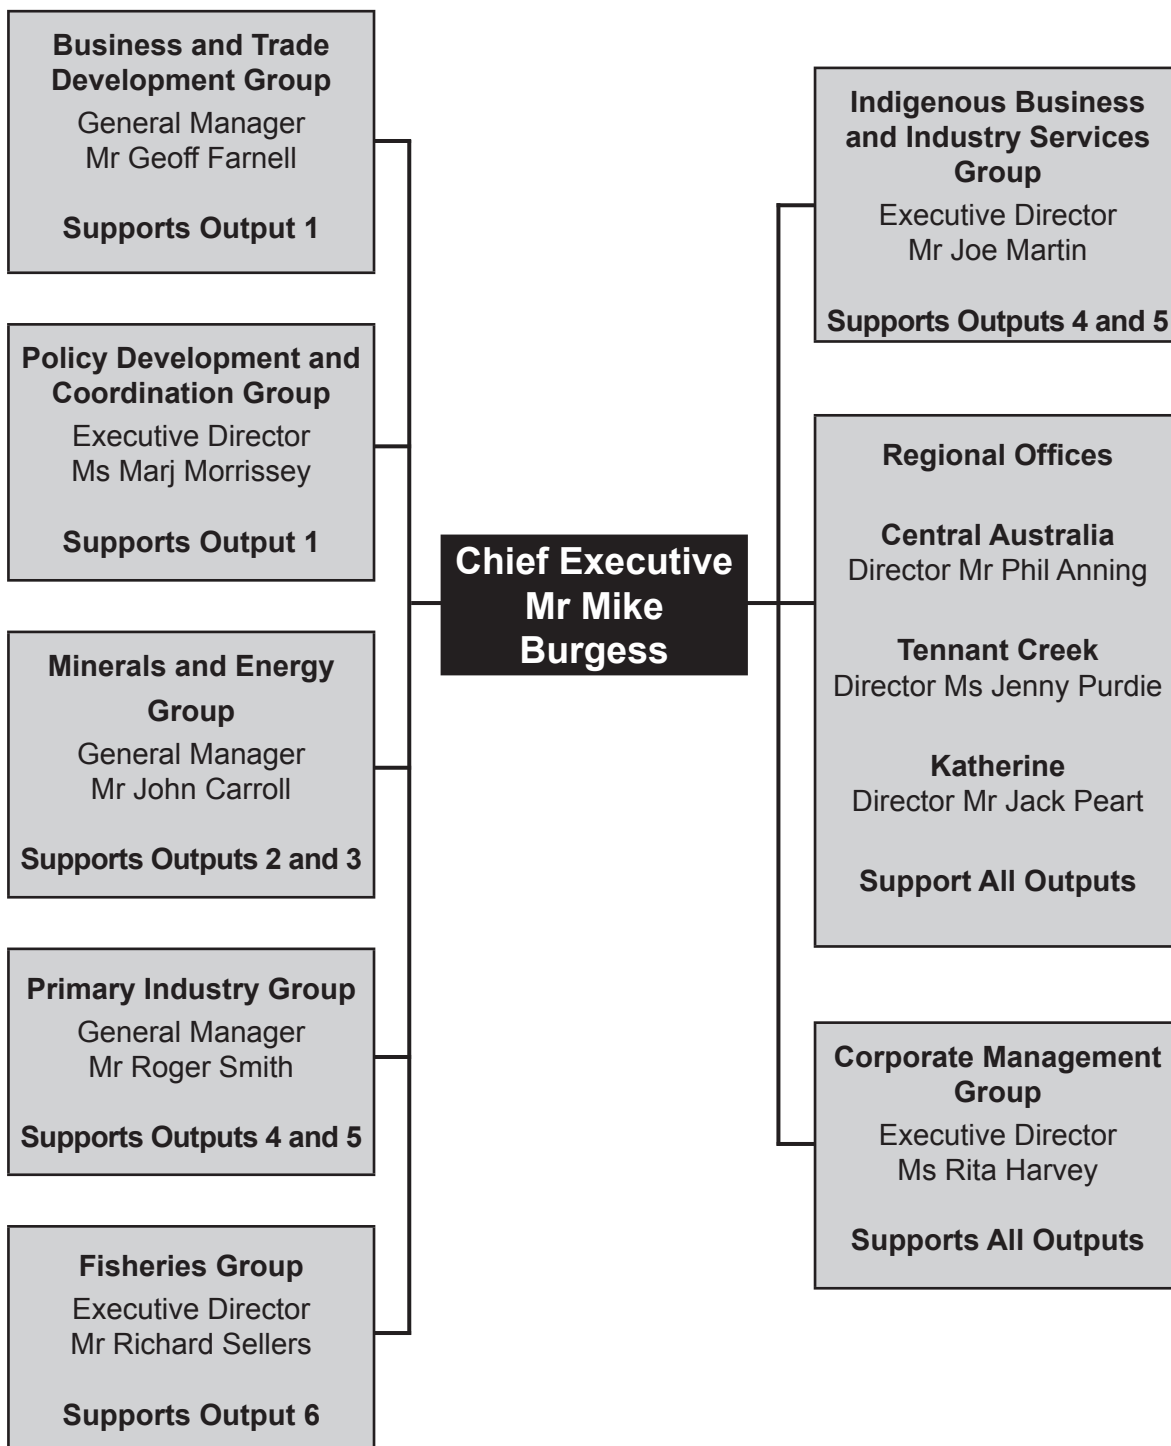 Business and Trade
Development Group
General Manager
Mr Geoff Farnell
Supports Output 1
Policy Development and
Coordination Group
Executive Director
Ms Marj Morrissey
Supports Output 1
Minerals and Energy
Group
General Manager
Mr John Carroll
Supports Outputs 2 and 3
Primary Industry Group
General Manager
Mr Roger Smith
Supports Outputs 4 and 5
Fisheries Group
Executive Director
Mr Richard Sellers
Supports Output 6
Chief Executive
Mr Mike
Burgess
Indigenous Business
and Industry Services
Group
Executive Director
Mr Joe Martin
Supports Outputs 4 and 5
Regional Offices
Central Australia
Director Mr Phil Anning
Tennant Creek
Director Ms Jenny Purdie
Katherine
Director Mr Jack Peart
Support All Outputs
Corporate Management
Group
Executive Director
Ms Rita Harvey
Supports All Outputs